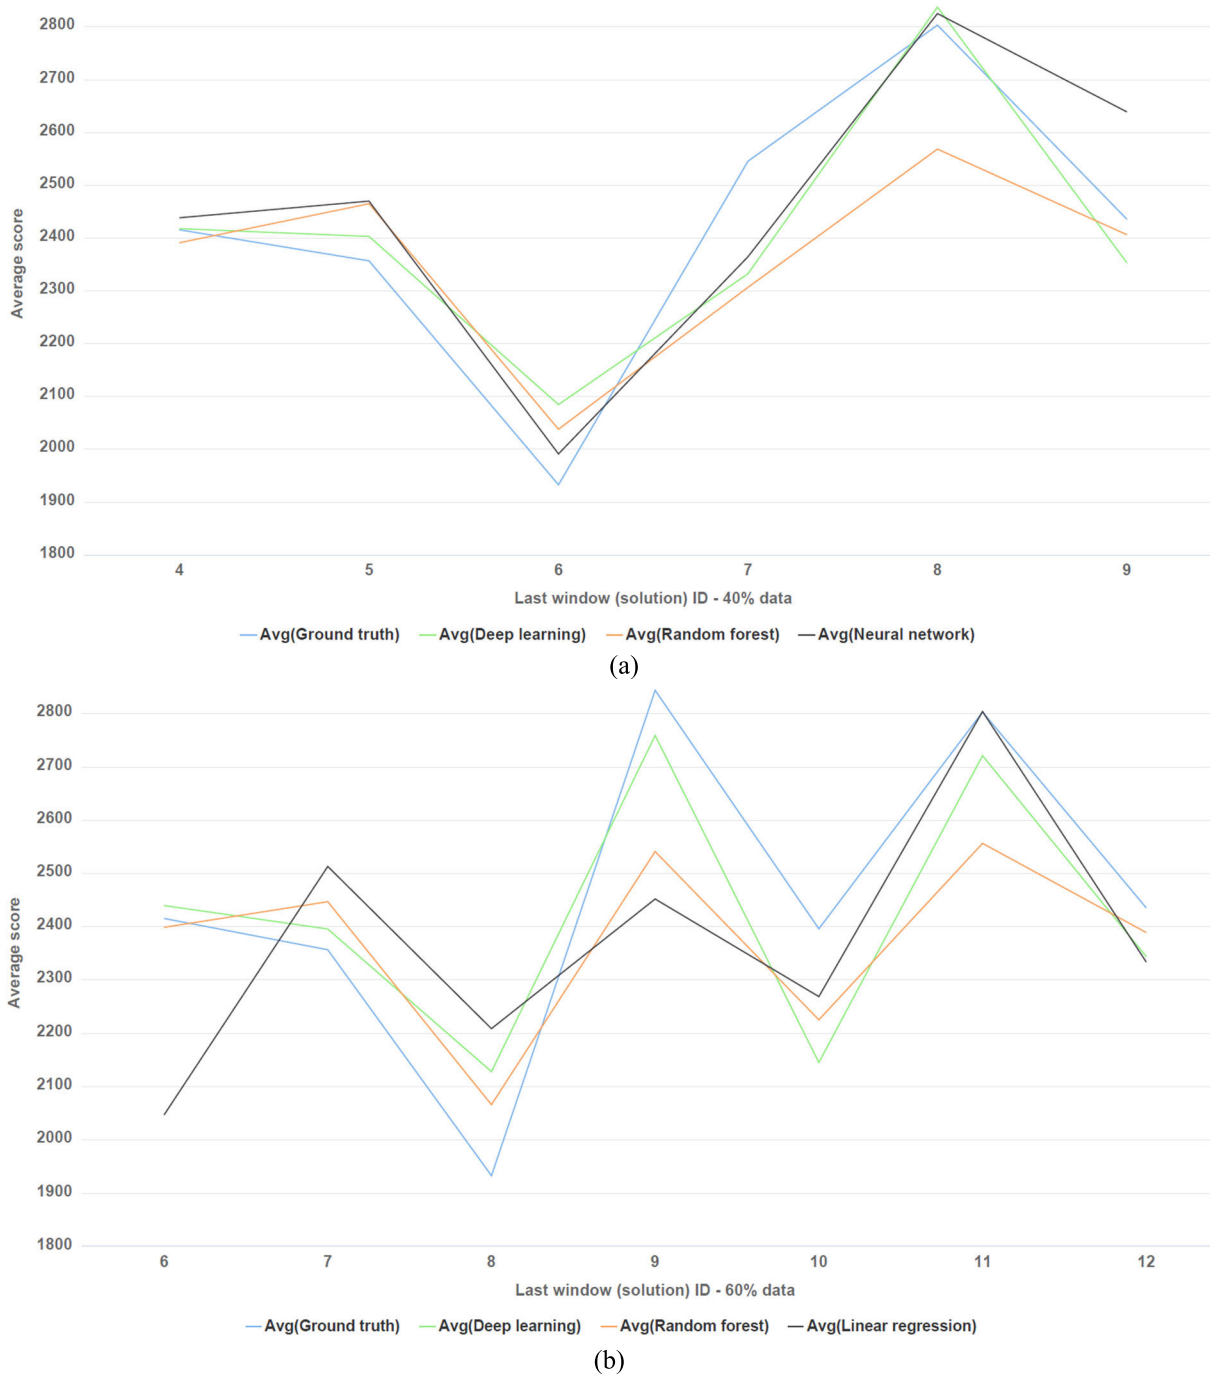 2800
2700
2600
2500
2400
2300
2200
2100
2000
1900
1800
Average score
4 5 6 7 8 9
Last window (solution) ID - 40% data
Avg(Ground truth) Avg(Deep learning) Avg(Random forest) Avg(Neural network)
(a)
2800
2700
2600
2500
2400
2300
2200
2100
2000
1900
1800
Average score
6 7 8 9 10 11 12
Last window (solution) ID - 60% data
Avg(Ground truth) Avg(Deep learning) Avg(Random forest) Avg(Linear regression)
(b)